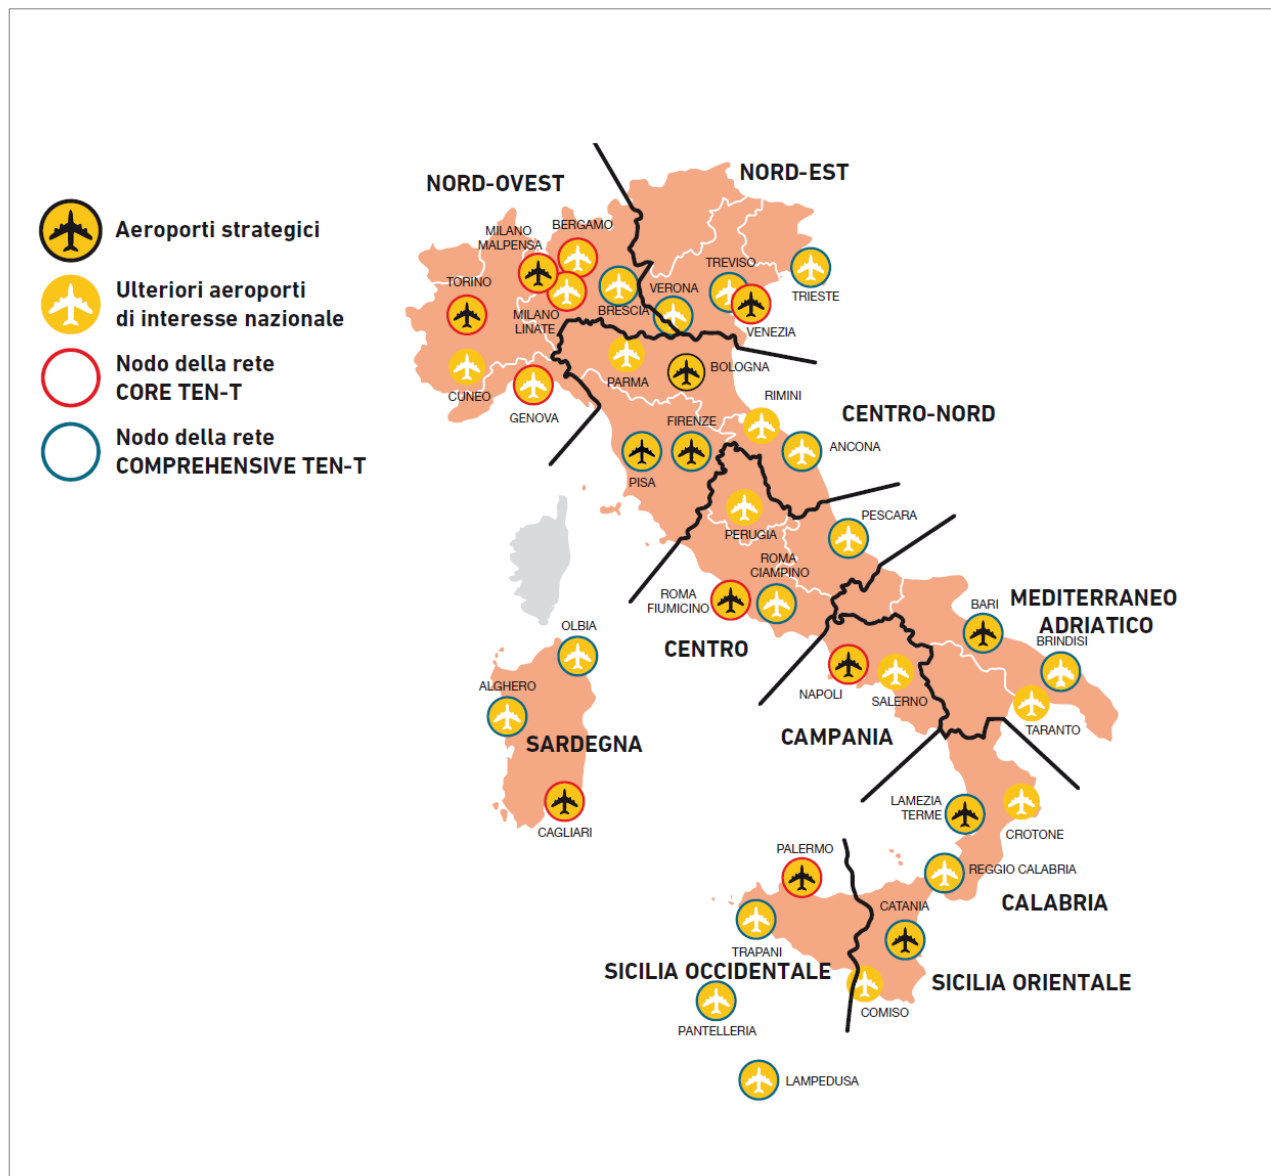 Aeroporti strategici
Ulteriori aeroporti
di interesse nazionale
Nodo della rete
CORE TEN-T
Nodo della rete
COMPREHENSIVE TEN-T
NORD-OVEST
NORD-EST
MILANO
MALPENSA
BERGAMO
TORINO
MILANO
LINATE
BRESCIA
VERONA
TREVISO
VENEZIA
TRIESTE
CUNEO
GENOVA
PARMA
BOLOGNA
RIMINI
CENTRO-NORD
FIRENZE
PISA
ANCONA
PERUGIA
PESCARA
ROMA
CIAMPINO
ROMA
FIUMICINO
CENTRO
MEDITERRANEO
ADRIATICO
BARI
BRINDISI
TARANTO
NAPOLI
SALERNO
CAMPANIA
OLBIA
ALGHERO
SARDEGNA
CAGLIARI
LAMEZIA
TERME
CROTONE
REGGIO CALABRIA
CALABRIA
PALERMO
CATANIA
TRAPANI
SICILIA OCCIDENTALE
SICILIA ORIENTALE
COMISO
PANTELLERIA
LAMPEDUSA